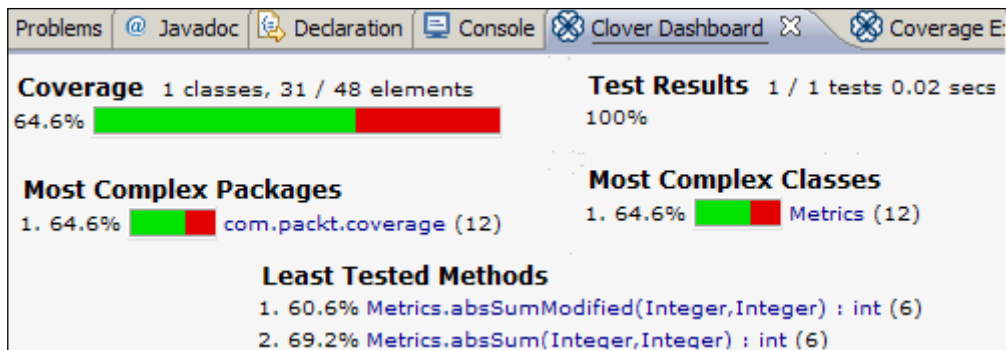 Problems @ Javadoc Declaration Console Clover Dashboard Coverage E
Coverage 1 classes, 31 / 48 elements
64.6%
Test Results 1 / 1 tests 0.02 secs
100%
Most Complex Packages
1. 64.6% com.packt.coverage (12)
Most Complex Classes
1. 64.6% Metrics (12)
Least Tested Methods
1. 60.6% Metrics.absSumModified(Integer,Integer) : int (6)
2. 69.2% Metrics.absSum(Integer,Integer) : int (6)